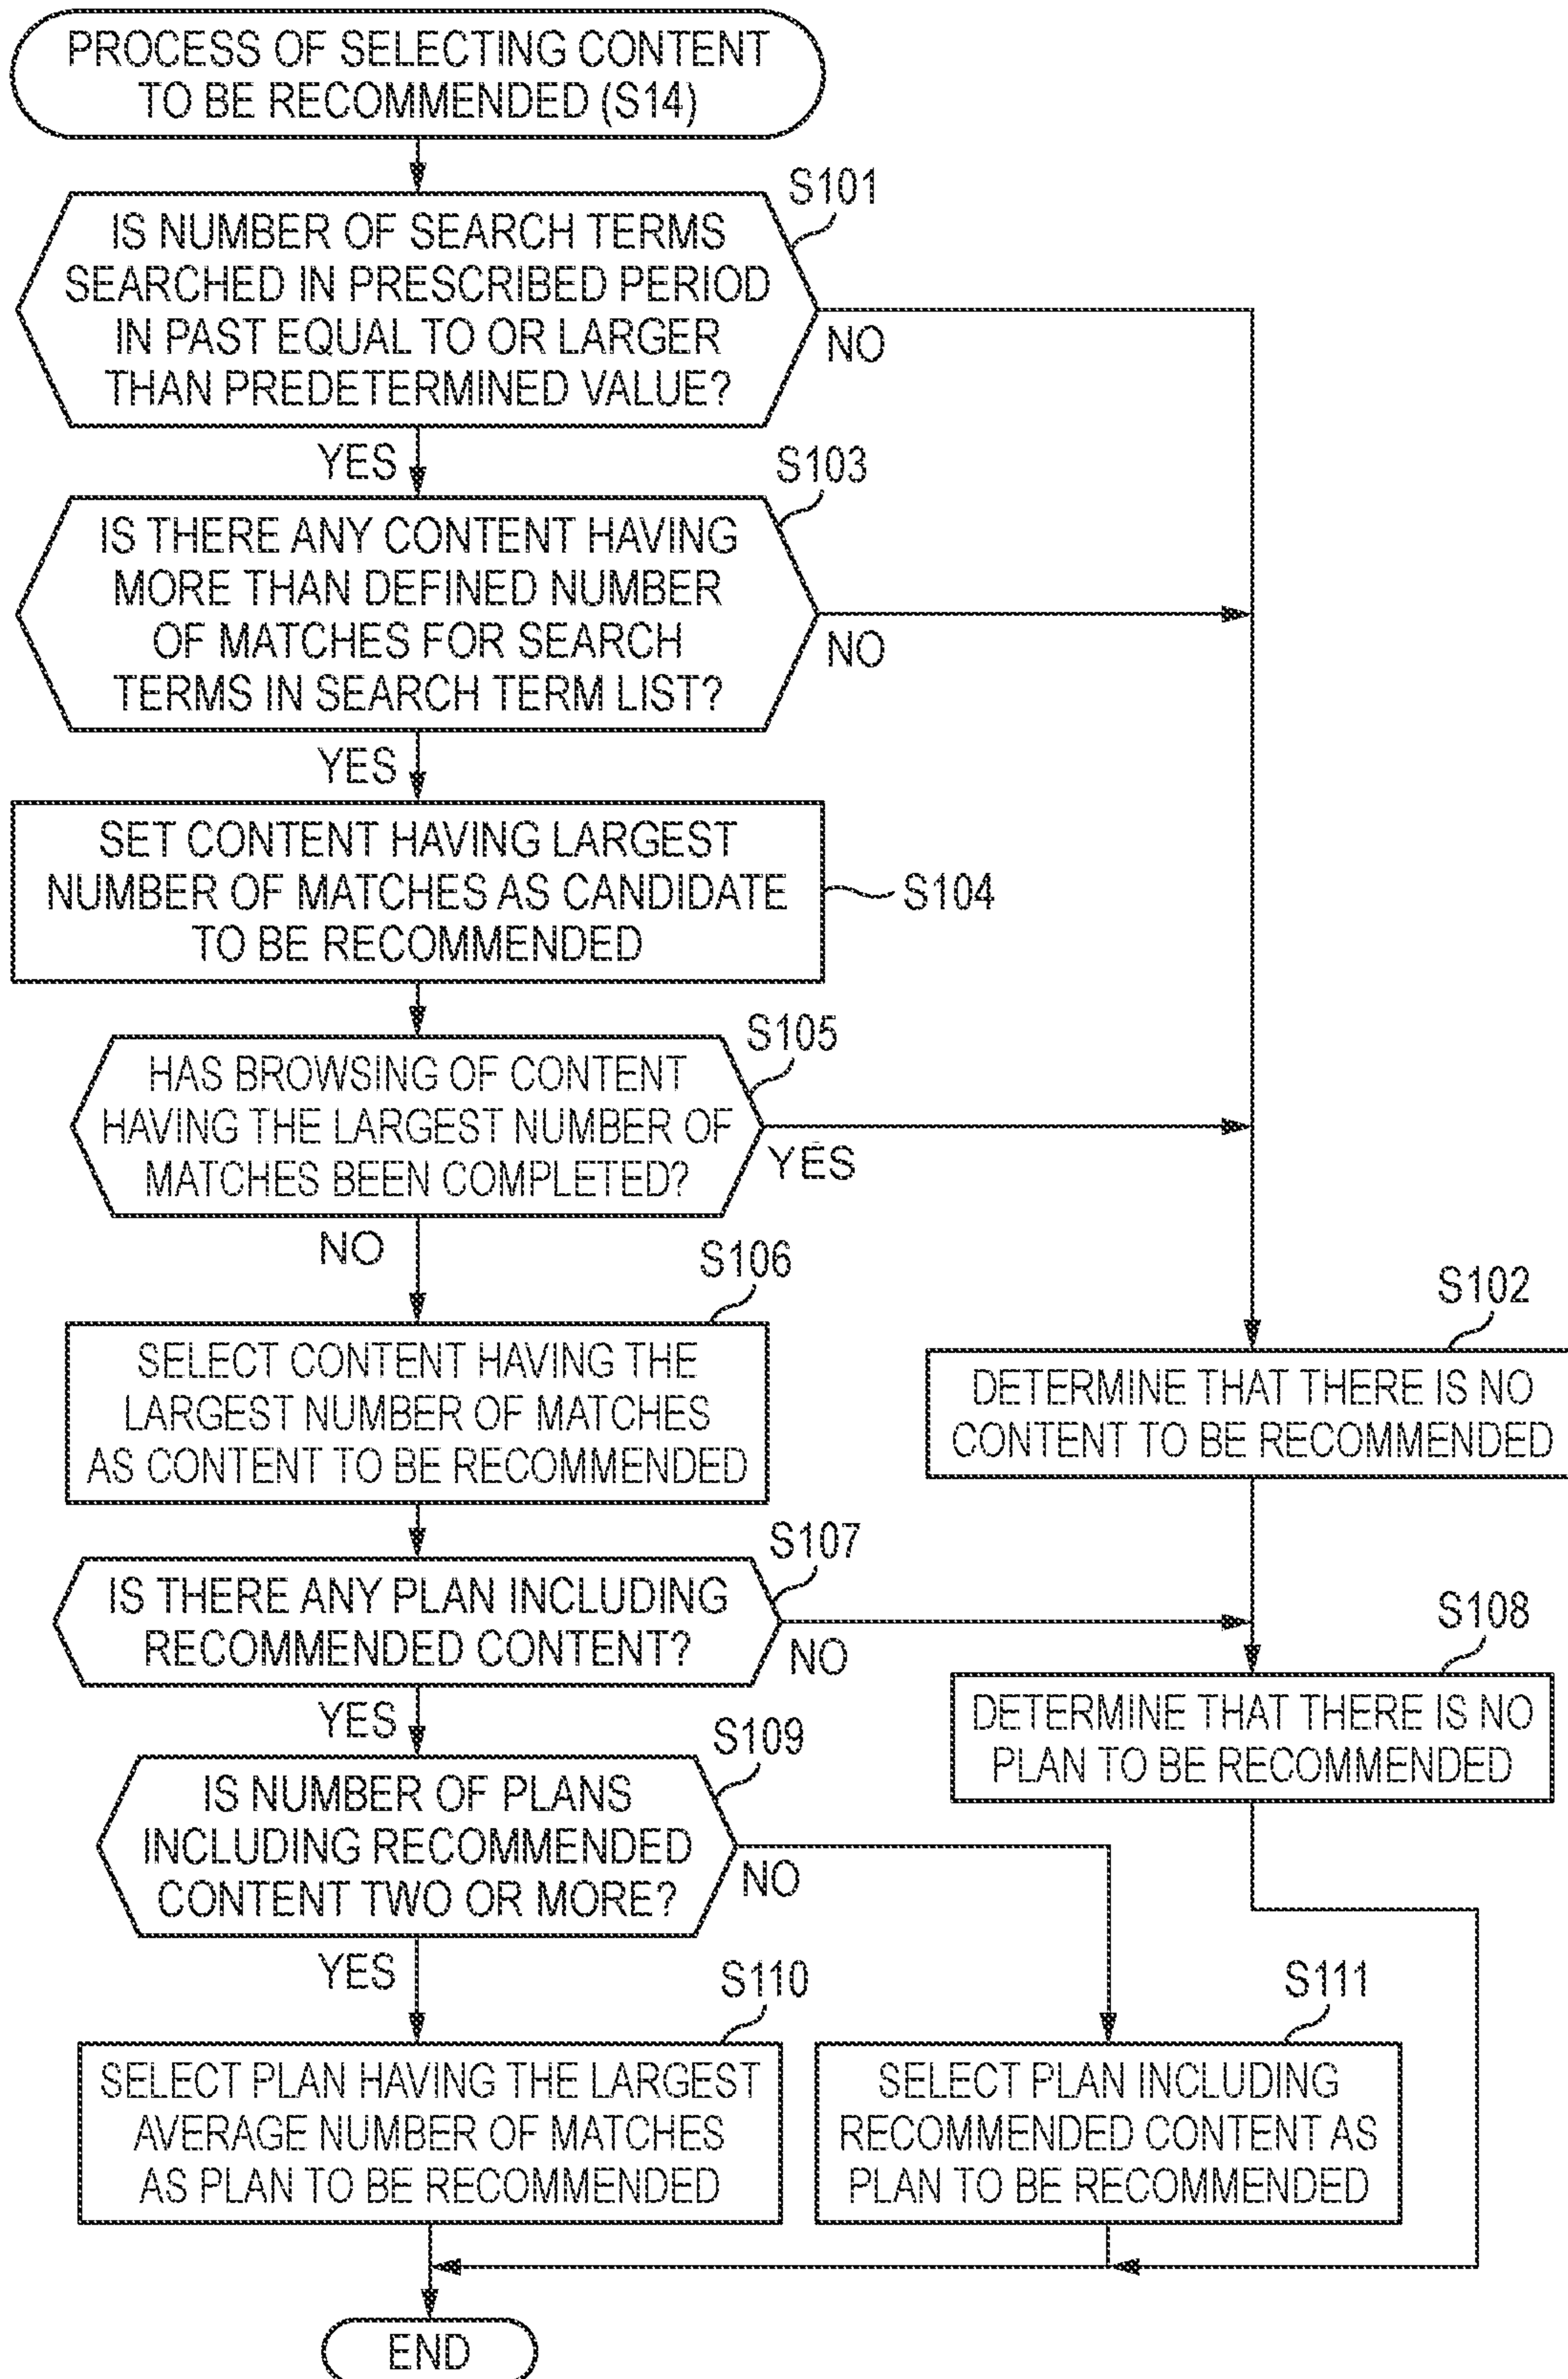 PROCESS OF SELECTING CONTENT
TO BE RECOMMENDED (S14)
S101
IS NUMBER OF SEARCH TERMS
SEARCHED IN PRESCRIBED PERIOD
IN PAST EQUAL TO OR LARGER
THAN PREDETERMINED VALUE?
NO
YES
S103
IS THERE ANY CONTENT HAVING
MORE THAN DEFINED NUMBER
OF MATCHES FOR SEARCH
TERMS IN SEARCH TERM LIST?
NO
YES
SET CONTENT HAVING LARGEST
NUMBER OF MATCHES AS CANDIDATE
TO BE RECOMMENDED
S104
S105
HAS BROWSING OF CONTENT
HAVING THE LARGEST NUMBER OF
MATCHES BEEN COMPLETED?
YES
NO
S106
SELECT CONTENT HAVING THE
LARGEST NUMBER OF MATCHES
AS CONTENT TO BE RECOMMENDED
S102
DETERMINE THAT THERE IS NO
CONTENT TO BE RECOMMENDED
S107
IS THERE ANY PLAN INCLUDING
RECOMMENDED CONTENT?
NO
YES
S108
DETERMINE THAT THERE IS NO
PLAN TO BE RECOMMENDED
S109
IS NUMBER OF PLANS
INCLUDING RECOMMENDED
CONTENT TWO OR MORE?
NO
YES
S110
SELECT PLAN HAVING THE LARGEST
AVERAGE NUMBER OF MATCHES
AS PLAN TO BE RECOMMENDED
S111
SELECT PLAN INCLUDING
RECOMMENDED CONTENT AS
PLAN TO BE RECOMMENDED
END